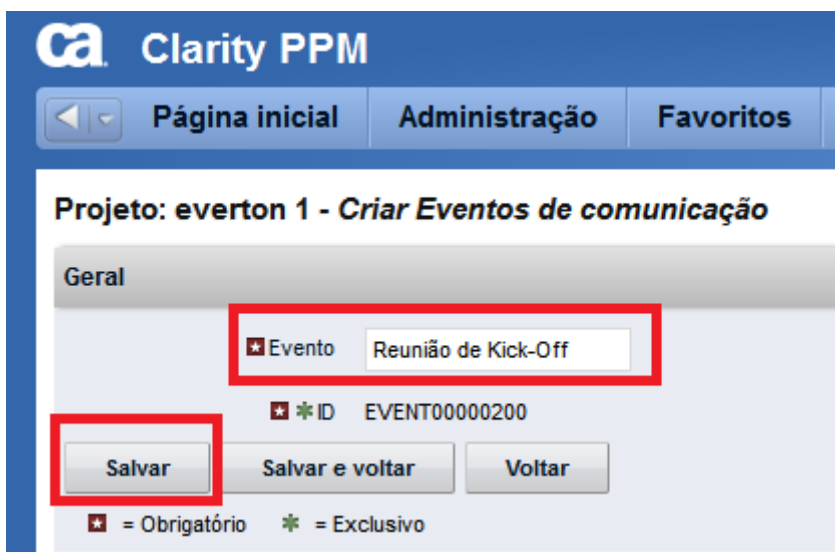 ca Clarity PPM
Página inicial Administração Favoritos
Projeto: everton 1 - Criar Eventos de comunicação
Geral
Evento Reunião de Kick-Off
ID EVENT00000200
Salvar Salvar e voltar Voltar
= Obrigatório = Exclusivo